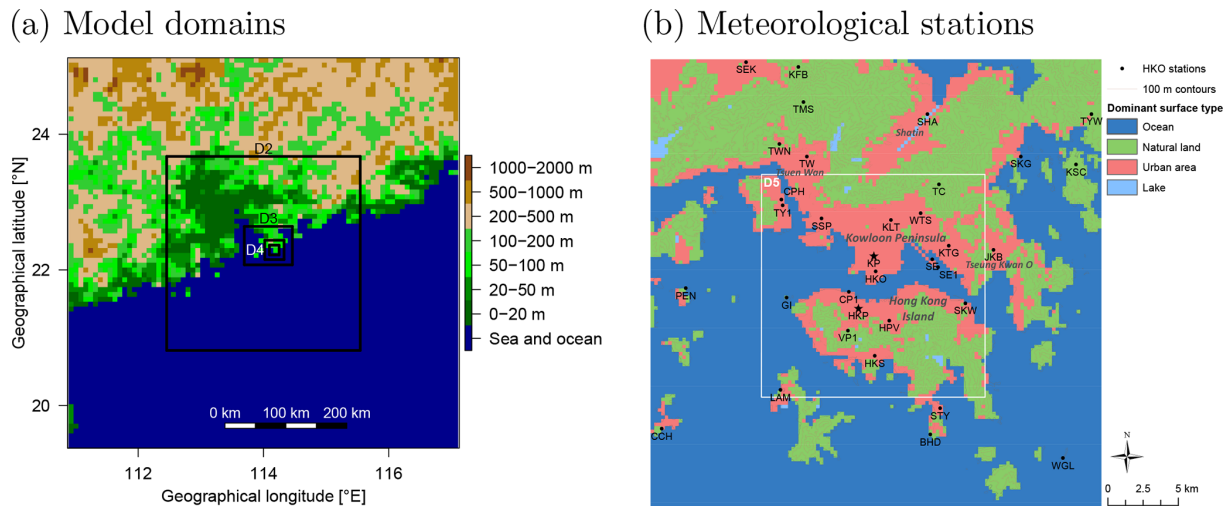 (a) Model domains
24
22
20
Geographical latitude [°N]
112
114
116
Geographical longitude [°E]
D2
D3
D4
0 km 100 km 200 km
1000−2000 m
500−1000 m
200−500 m
100−200 m
50−100 m
20−50 m
0−20 m
Sea and ocean
(b) Meteorological stations
SEK
KFB
TMS
SHA
Shatin
TYW
TWN
TW
Tsuen Wan
SKG
KSC
D5
CPH
TC
TY1
SSP
KLT
WTS
Kowloon Peninsula
KTG
JKB
KP
SE
SE1
Tseung Kwan O
HKO
PEN
GI
CP1
Hong Kong
Island
SKW
HKP
HPV
VP1
HKS
LAM
STY
CCH
BHD
WGL
HKO stations
100 m contours
Dominant surface type
Ocean
Natural land
Urban area
Lake
N
0 2.5 5 km